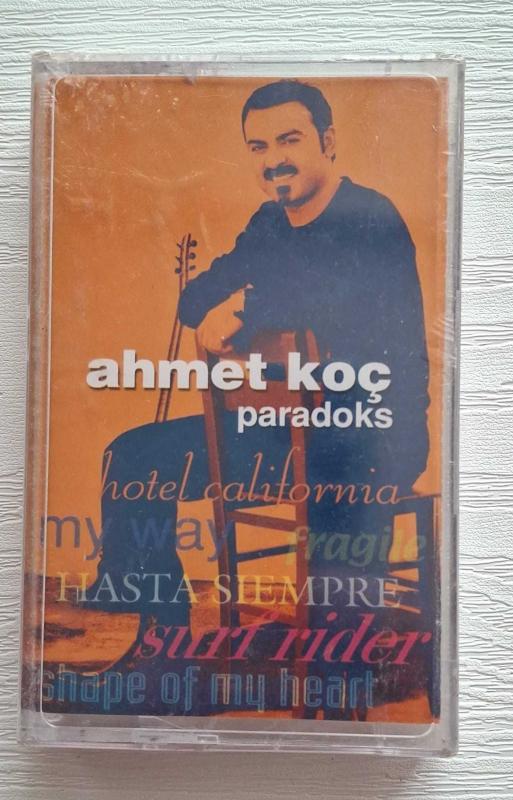 ahmet koç
paradoks
hotel california
my way
fragile
HASTA SIEMPRE
surf rider
shape of my heart